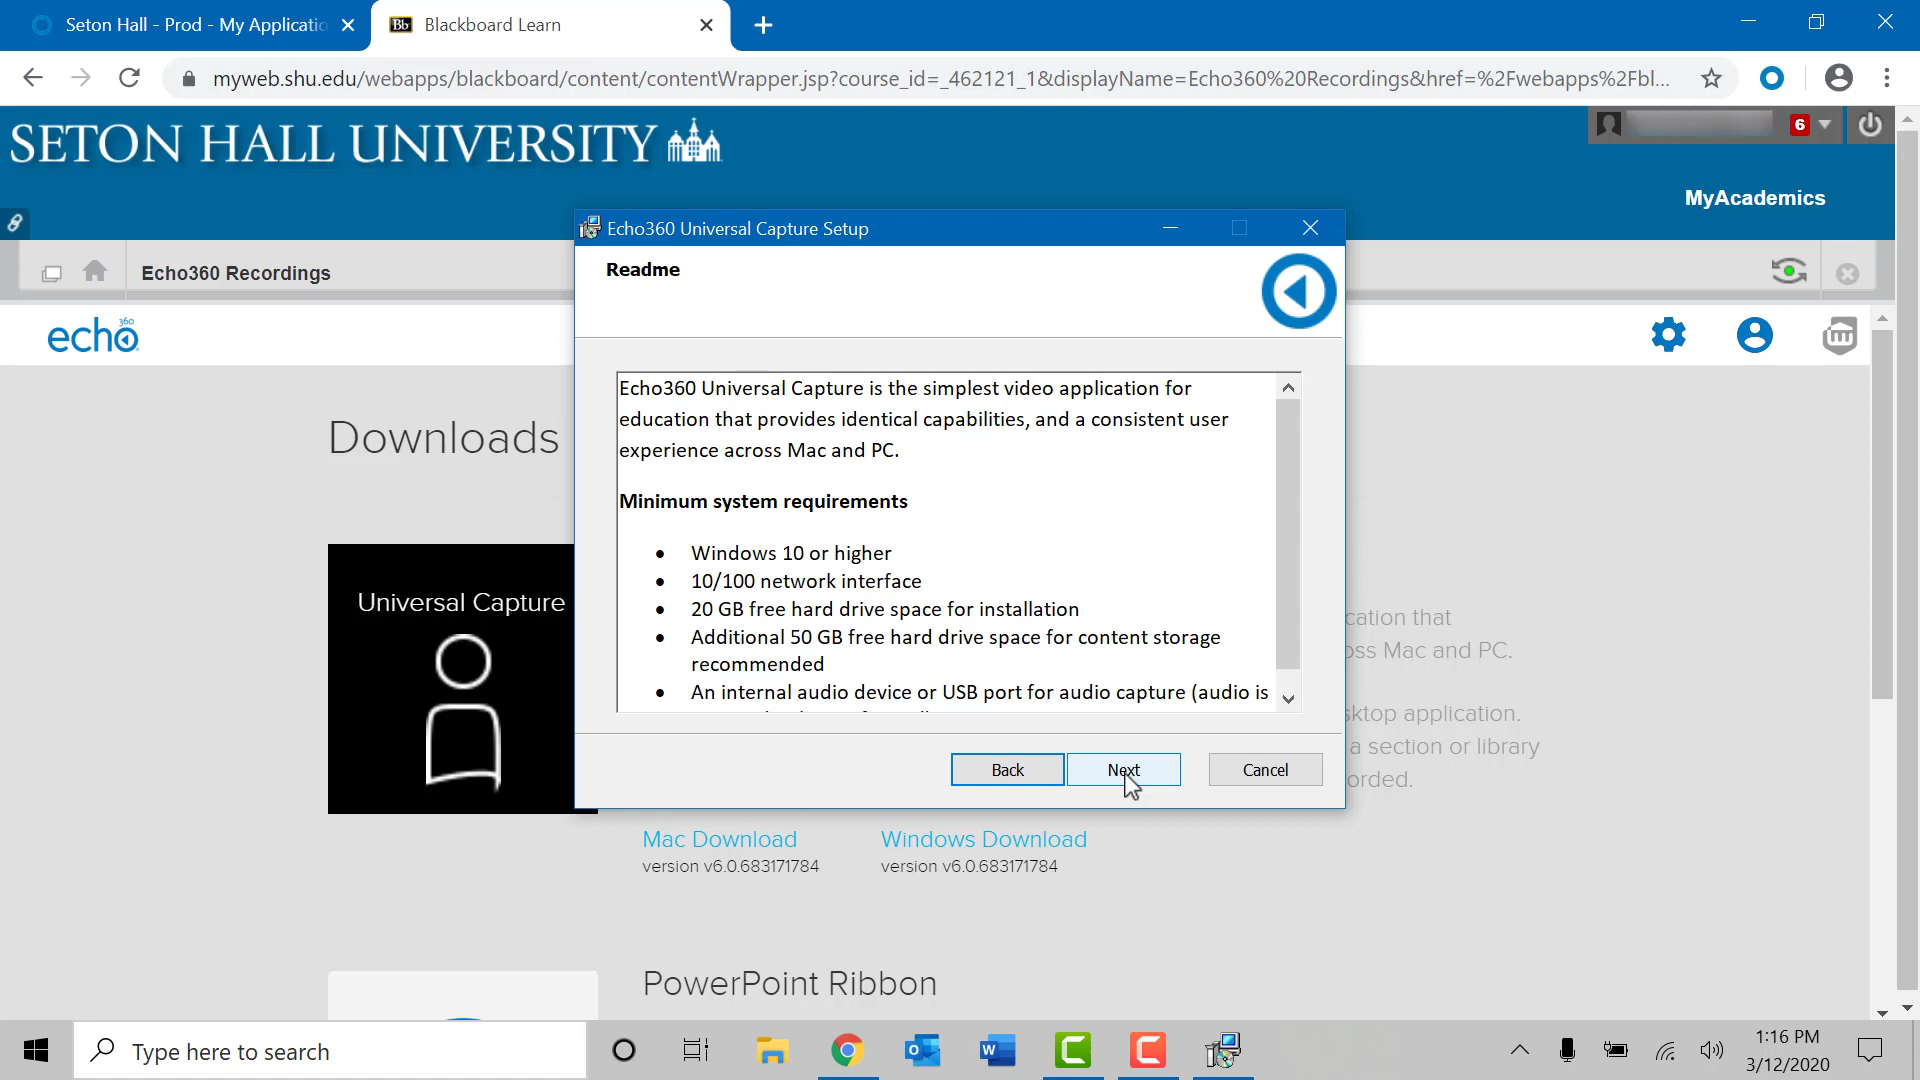 Seton Hall - Prod - My Applicatio
Blackboard Learn
myweb.shu.edu/webapps/blackboard/content/contentWrapper.jsp?course_id=_462121_1&displayName=Echo360%20Recordings&href=%2Fwebapps%2Fbl...
SETON HALL UNIVERSITY
6
MyAcademics
Echo360 Recordings
echo360
Downloads
Universal Capture
Echo360 Universal Capture Setup
Readme
Echo360 Universal Capture is the simplest video application for
education that provides identical capabilities, and a consistent user
experience across Mac and PC.
Minimum system requirements
• Windows 10 or higher
• 10/100 network interface
• 20 GB free hard drive space for installation
• Additional 50 GB free hard drive space for content storage
recommended
• An internal audio device or USB port for audio capture (audio is
Back
Next
Cancel
cation that
oss Mac and PC.
sktop application.
a section or library
orded.
Mac Download
version v6.0.683171784
Windows Download
version v6.0.683171784
PowerPoint Ribbon
Type here to search
1:16 PM
3/12/2020